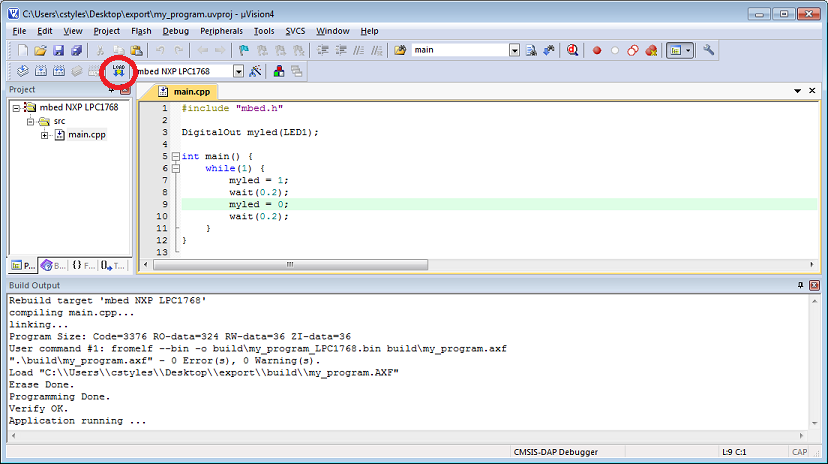 C:\Users\cstyles\Desktop\export\my_program.uvproj - µVision4
File Edit View Project Flash Debug Peripherals Tools SVCS Window Help
main
LOAD
mbed NXP LPC1768
Project
mbed NXP LPC1768
src
main.cpp
P... B... {} F... T...
main.cpp
1 #include "mbed.h"
2
3 DigitalOut myled(LED1);
4
5 int main() {
6 while(1) {
7 myled = 1;
8 wait(0.2);
9 myled = 0;
10 wait(0.2);
11 }
12 }
13
Build Output
Rebuild target 'mbed NXP LPC1768'
compiling main.cpp...
linking...
Program Size: Code=3376 RO-data=324 RW-data=36 ZI-data=36
User command #1: fromelf --bin -o build\my_program_LPC1768.bin build\my_program.axf
".\build\my_program.axf" - 0 Error(s), 0 Warning(s).
Load "C:\\Users\\cstyles\\Desktop\\export\\build\\my_program.AXF"
Erase Done.
Programming Done.
Verify OK.
Application running ...
CMSIS-DAP Debugger L:9 C:1 CAP